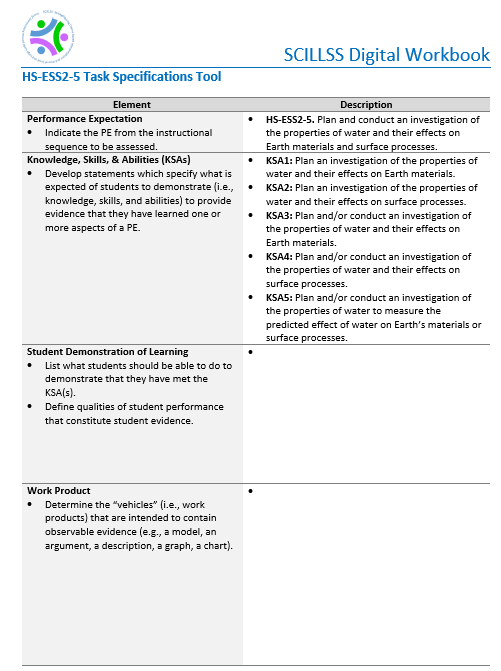 SCILLSS Digital Workbook
HS-ESS2-5 Task Specifications Tool
Element
Description
Performance Expectation
• Indicate the PE from the instructional
sequence to be assessed.
• HS-ESS2-5. Plan and conduct an investigation of
the properties of water and their effects on
Earth materials and surface processes.
Knowledge, Skills, & Abilities (KSAs)
• Develop statements which specify what is
expected of students to demonstrate (i.e.,
knowledge, skills, and abilities) to provide
evidence that they have learned one or
more aspects of a PE.
• KSA1: Plan an investigation of the properties of
water and their effects on Earth materials.
• KSA2: Plan an investigation of the properties of
water and their effects on surface processes.
• KSA3: Plan and/or conduct an investigation of
the properties of water and their effects on
Earth materials.
• KSA4: Plan and/or conduct an investigation of
the properties of water and their effects on
surface processes.
• KSA5: Plan and/or conduct an investigation of
the properties of water to measure the
predicted effect of water on Earth's materials or
surface processes.
Student Demonstration of Learning
• List what students should be able to do to
demonstrate that they have met the
KSA(s).
• Define qualities of student performance
that constitute student evidence.
•
Work Product
• Determine the “vehicles” (i.e., work
products) that are intended to contain
observable evidence (e.g., a model, an
argument, a description, a graph, a chart).
•